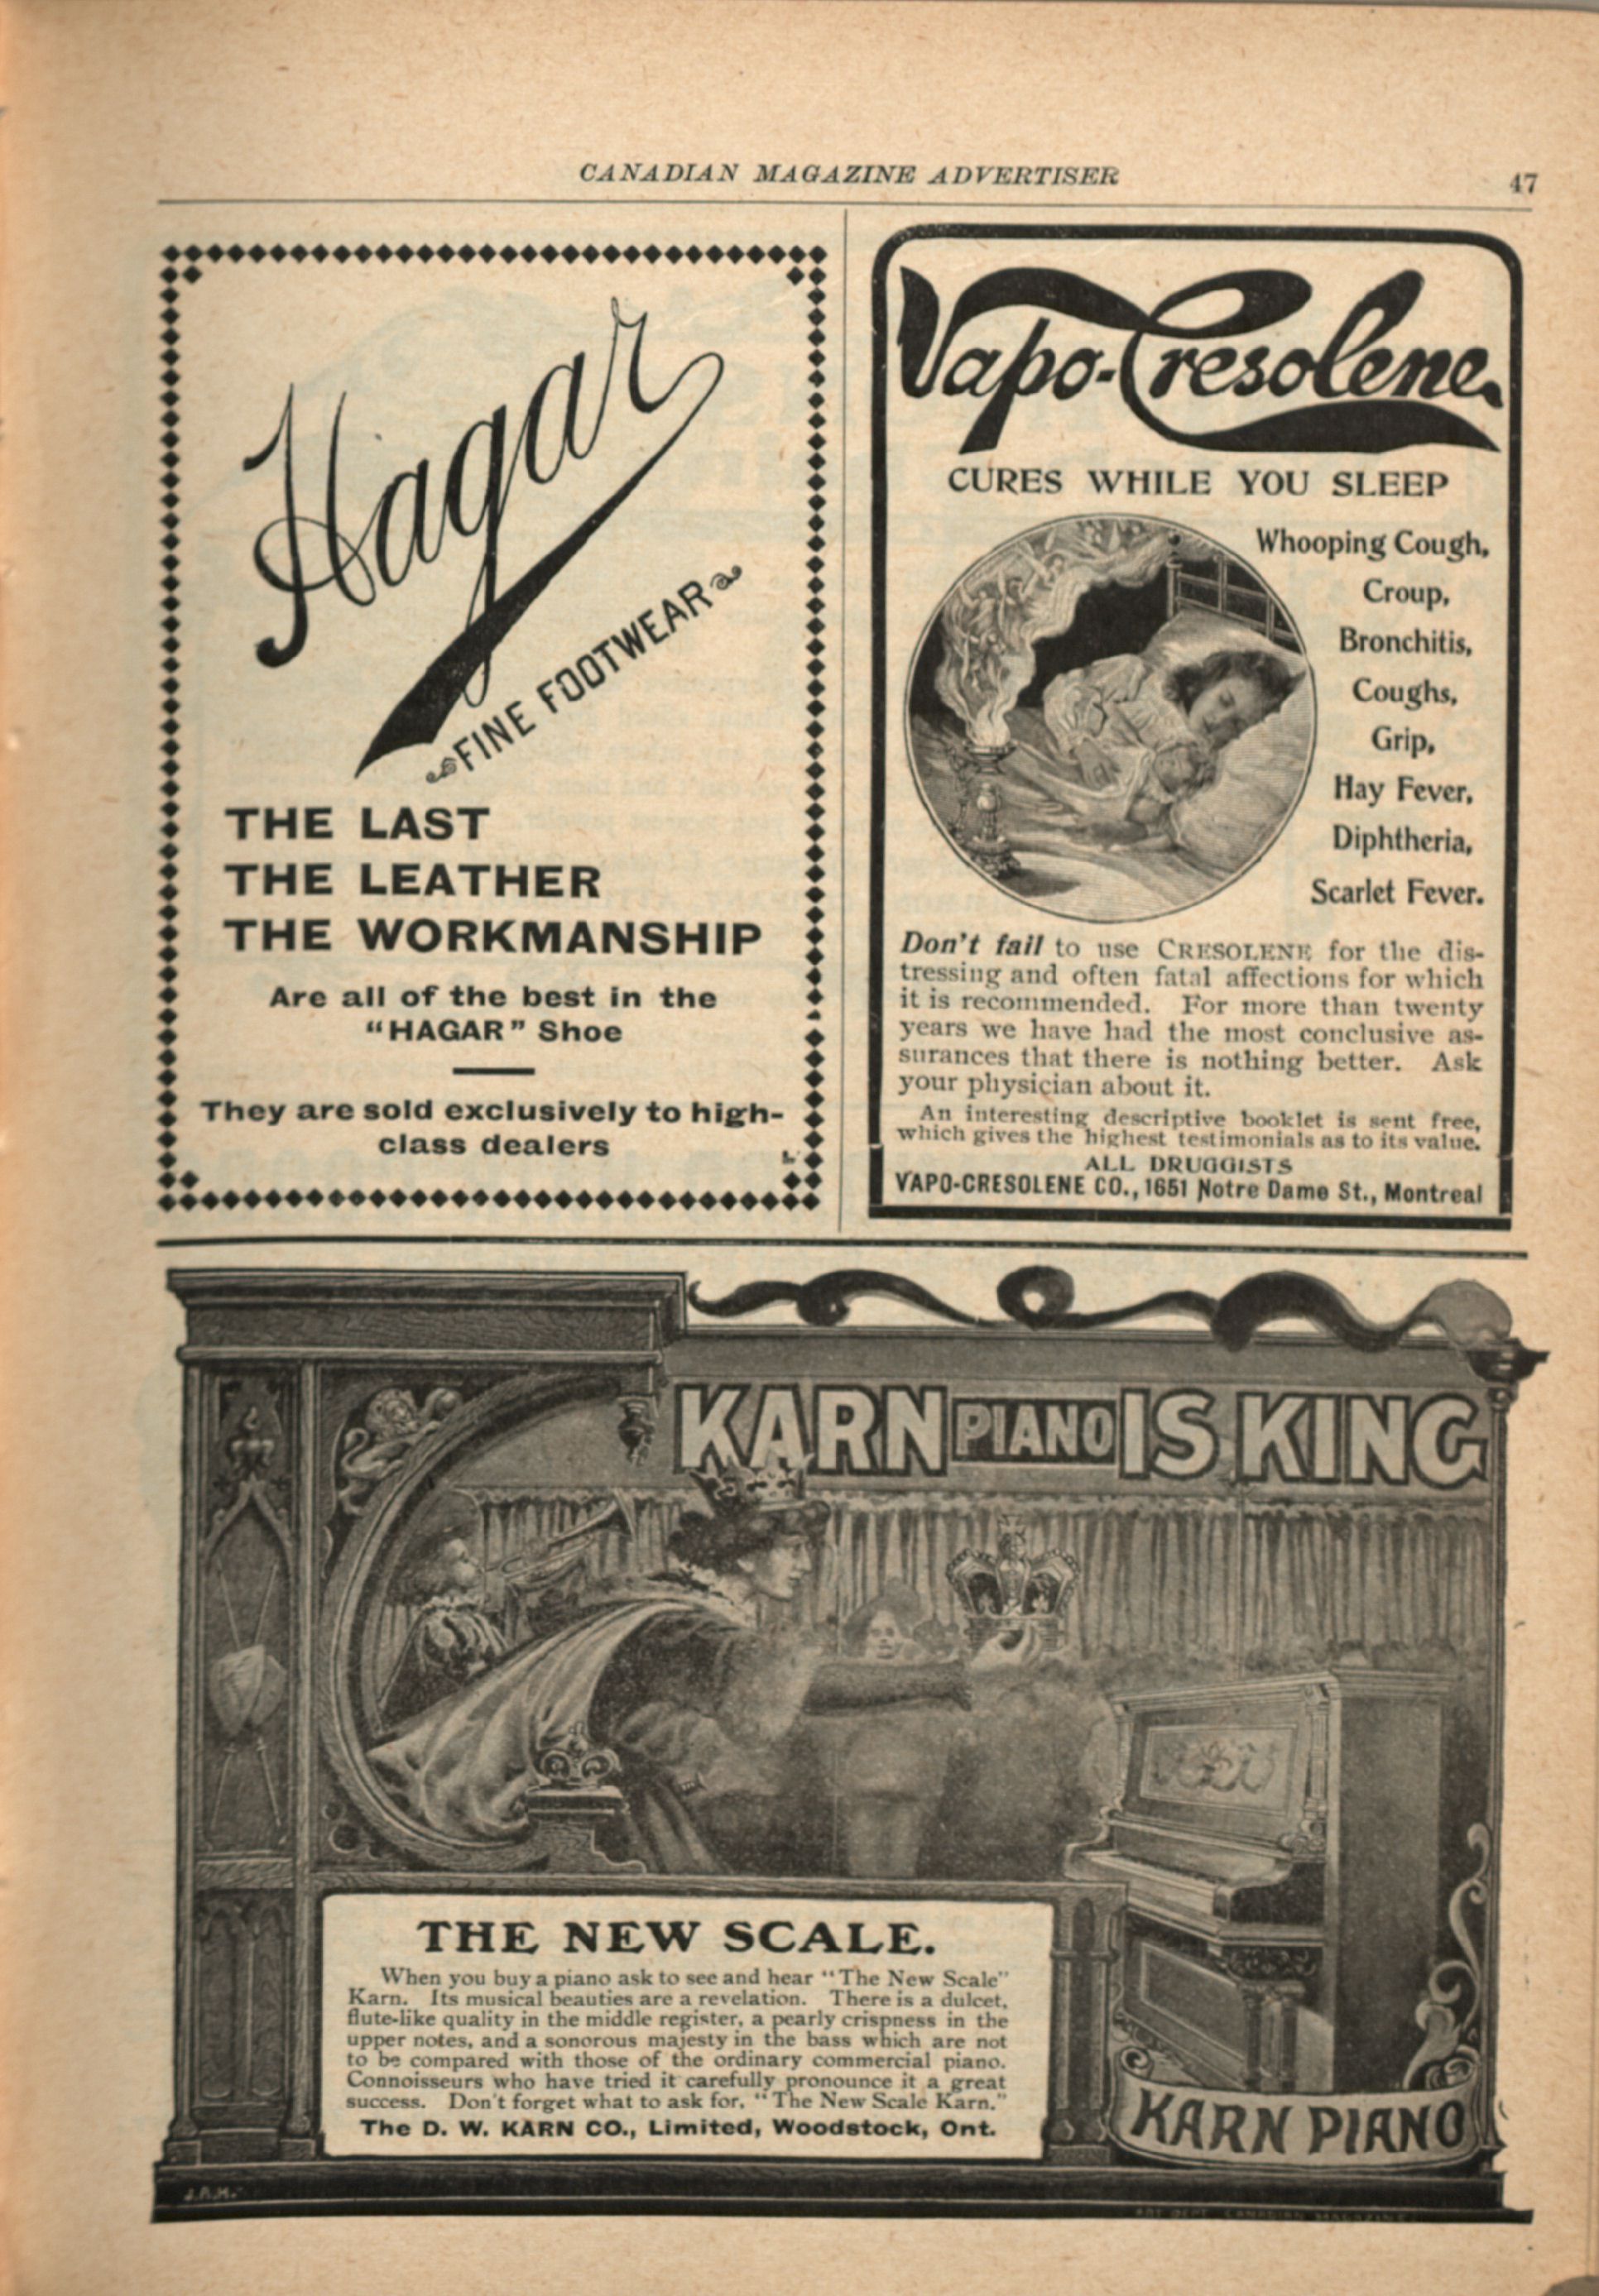 CANADIAN MAGAZINE ADVERTISER
47
Hagar
FINE FOOTWEAR
THE LAST
THE LEATHER
THE WORKMANSHIP
Are all of the best in the
"HAGAR" Shoe
They are sold exclusively to high-
class dealers
Vapo-Cresolene
CURES WHILE YOU SLEEP
Whooping Cough,
Croup,
Bronchitis,
Coughs,
Grip,
Hay Fever,
Diphtheria,
Scarlet Fever.
Don't fail to use CRESOLENE for the dis-
tressing and often fatal affections for which
it is recommended. For more than twenty
years we have had the most conclusive as-
surances that there is nothing better. Ask
your physician about it.
An interesting descriptive booklet is sent free,
which gives the highest testimonials as to its value.
ALL DRUGGISTS
VAPO-CRESOLENE CO., 1651 Notre Dame St., Montreal
KARN PIANO IS KING
THE NEW SCALE.
When you buy a piano ask to see and hear "The New Scale"
Karn. Its musical beauties are a revelation. There is a dulcet,
flute-like quality in the middle register, a pearly crispness in the
upper notes, and a sonorous majesty in the bass which are not
to be compared with those of the ordinary commercial piano.
Connoisseurs who have tried it carefully pronounce it a great
success. Don't forget what to ask for, "The New Scale Karn."
The D. W. KARN CO., Limited, Woodstock, Ont.
KARN PIANO
ART DEPT. CANADIAN MAGAZINE